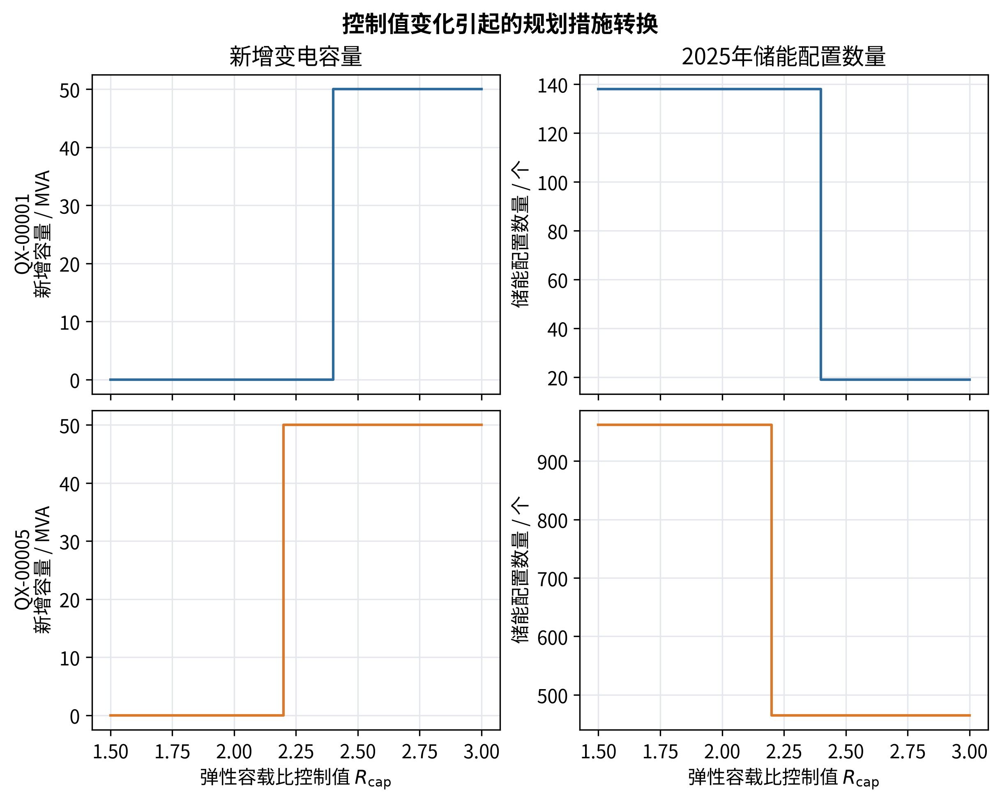 控制值变化引起的规划措施转换
新增变电容量
2025年储能配置数量
QX-00001
新增容量 / MVA
50
40
30
20
10
0
储能配置数量 / 个
140
120
100
80
60
40
20
QX-00005
新增容量 / MVA
50
40
30
20
10
0
储能配置数量 / 个
900
800
700
600
500
1.50 1.75 2.00 2.25 2.50 2.75 3.00
弹性容载比控制值 Rcap
1.50 1.75 2.00 2.25 2.50 2.75 3.00
弹性容载比控制值 Rcap